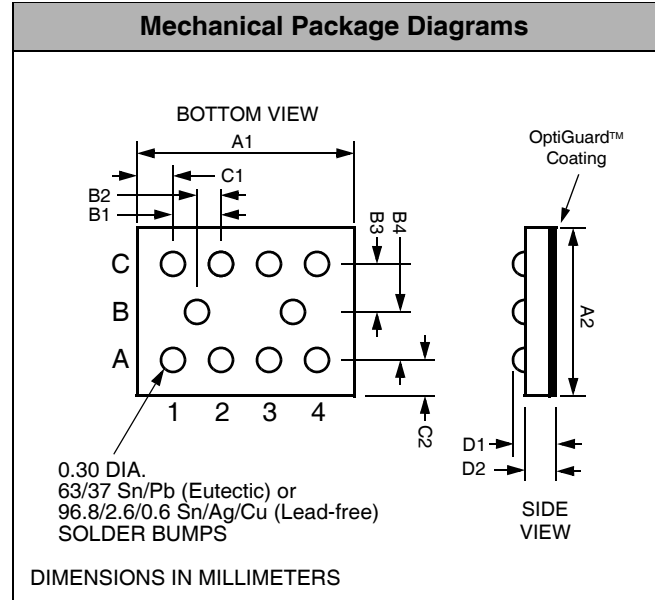 Mechanical Package Diagrams
BOTTOM VIEW
A1
OptiGuard™
Coating
C1
B2
B1
B3
B4
C
B
A
A2
1 2 3 4
C2
D1
D2
0.30 DIA.
63/37 Sn/Pb (Eutectic) or
96.8/2.6/0.6 Sn/Ag/Cu (Lead-free)
SOLDER BUMPS
SIDE
VIEW
DIMENSIONS IN MILLIMETERS